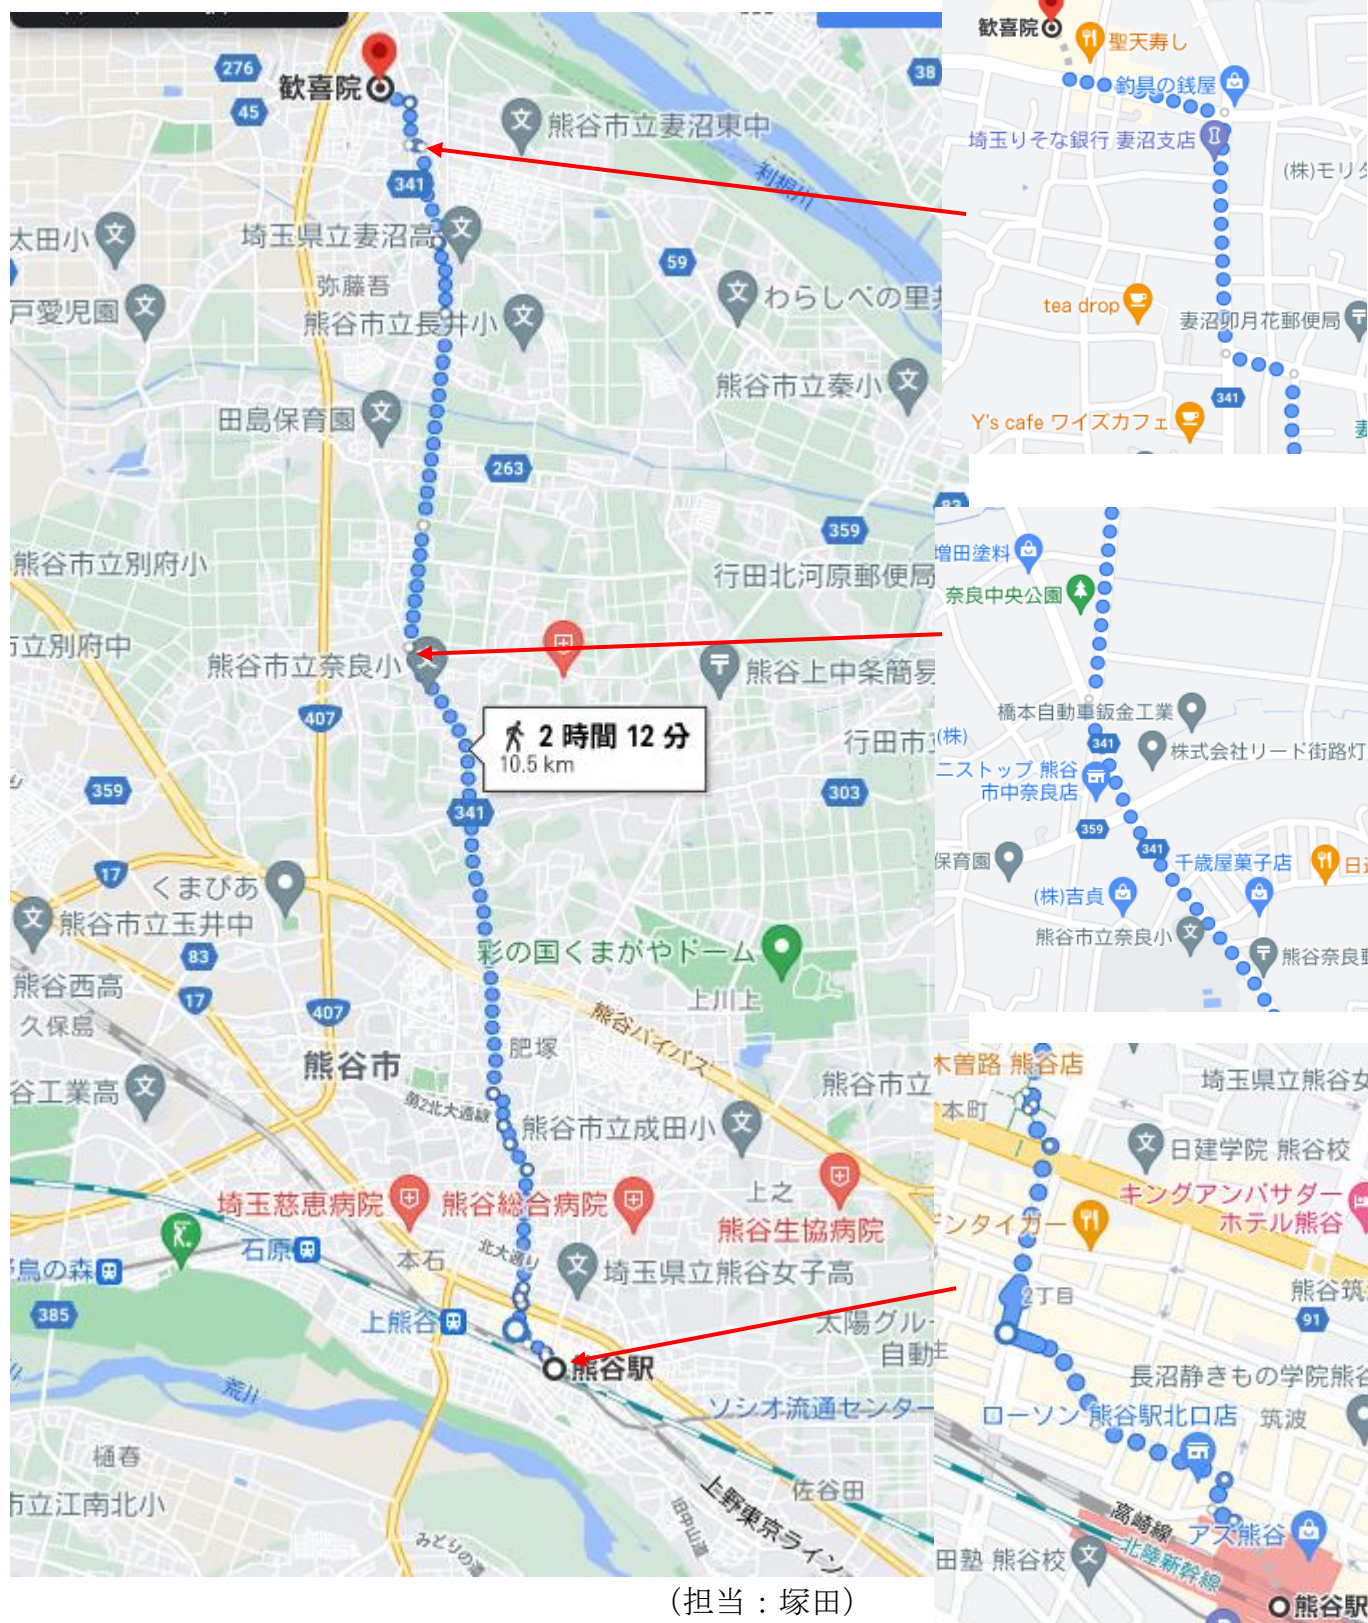 276
歓喜院
45
38
熊谷市立妻沼東中
利根川
341
太田小
埼玉県立妻沼高
59
弥藤吾
戸愛児園
熊谷市立長井小
わらしべの里
熊谷市立秦小
田島保育園
263
83
359
熊谷市立別府小
行田北河原郵便局
市立別府中
熊谷市立奈良小
熊谷上中条簡易
407
2 時間 12 分
10.5 km
行田市
359
341
303
17
くまぴあ
熊谷市立玉井中
83
彩の国くまがやドーム
熊谷西高
17
上川上
久保島
407
熊谷バイパス
肥塚
熊谷市
谷工業高
第2北大通線
熊谷市立
熊谷市立成田小
埼玉慈恵病院
熊谷総合病院
上之
熊谷生協病院
石原
本石
北大通り
埼玉県立熊谷女子高
野鳥の森
385
上熊谷
太陽グルー
自動
熊谷駅
荒川
ソシオ流通センター
樋春
佐谷田
市立江南北小
上野東京ライン
旧中山道
みどりの道
(担当：塚田)
歓喜院
聖天寿し
釣具の銭屋
埼玉りそな銀行 妻沼支店
(株)モリタ
tea drop
妻沼卯月花郵便局
341
Y's cafe ワイズカフェ
妻
増田塗料
奈良中央公園
橋本自動車鈑金工業
(株)
341
株式会社リード街路灯
ニストップ 熊谷
市中奈良店
359
341
保育園
千歳屋菓子店
(株)吉貞
熊谷市立奈良小
熊谷奈良郵
木曽路 熊谷店
埼玉県立熊谷女
本町
日建学院 熊谷校
キングアンバサダー
ホテル熊谷
テンタイガー
2丁目
熊谷筑
91
長沼静きもの学院熊谷
ローソン 熊谷駅北口店
筑波
高崎線
アズ熊谷
北陸新幹線
田塾 熊谷校
熊谷駅